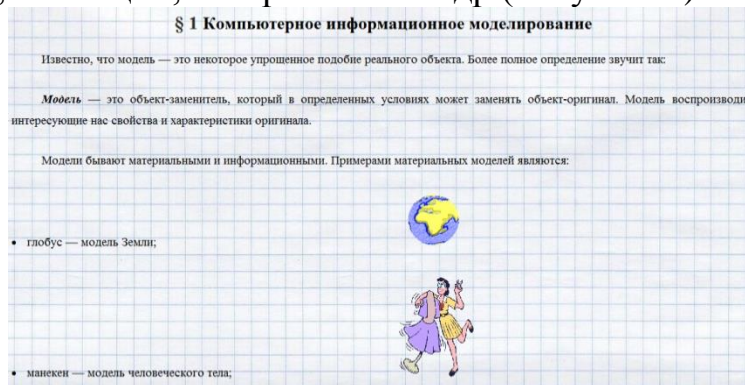 § 1 Компьютерное информационное моделирование
Известно, что модель — это некоторое упрощенное подобие реального объекта. Более полное определение звучит так:
Модель — это объект-заменитель, который в определенных условиях может заменять объект-оригинал. Модель воспроизводи
интересующие нас свойства и характеристики оригинала.
Модели бывают материальными и информационными. Примерами материальных моделей являются:
• глобус — модель Земли;
• манекен — модель человеческого тела;